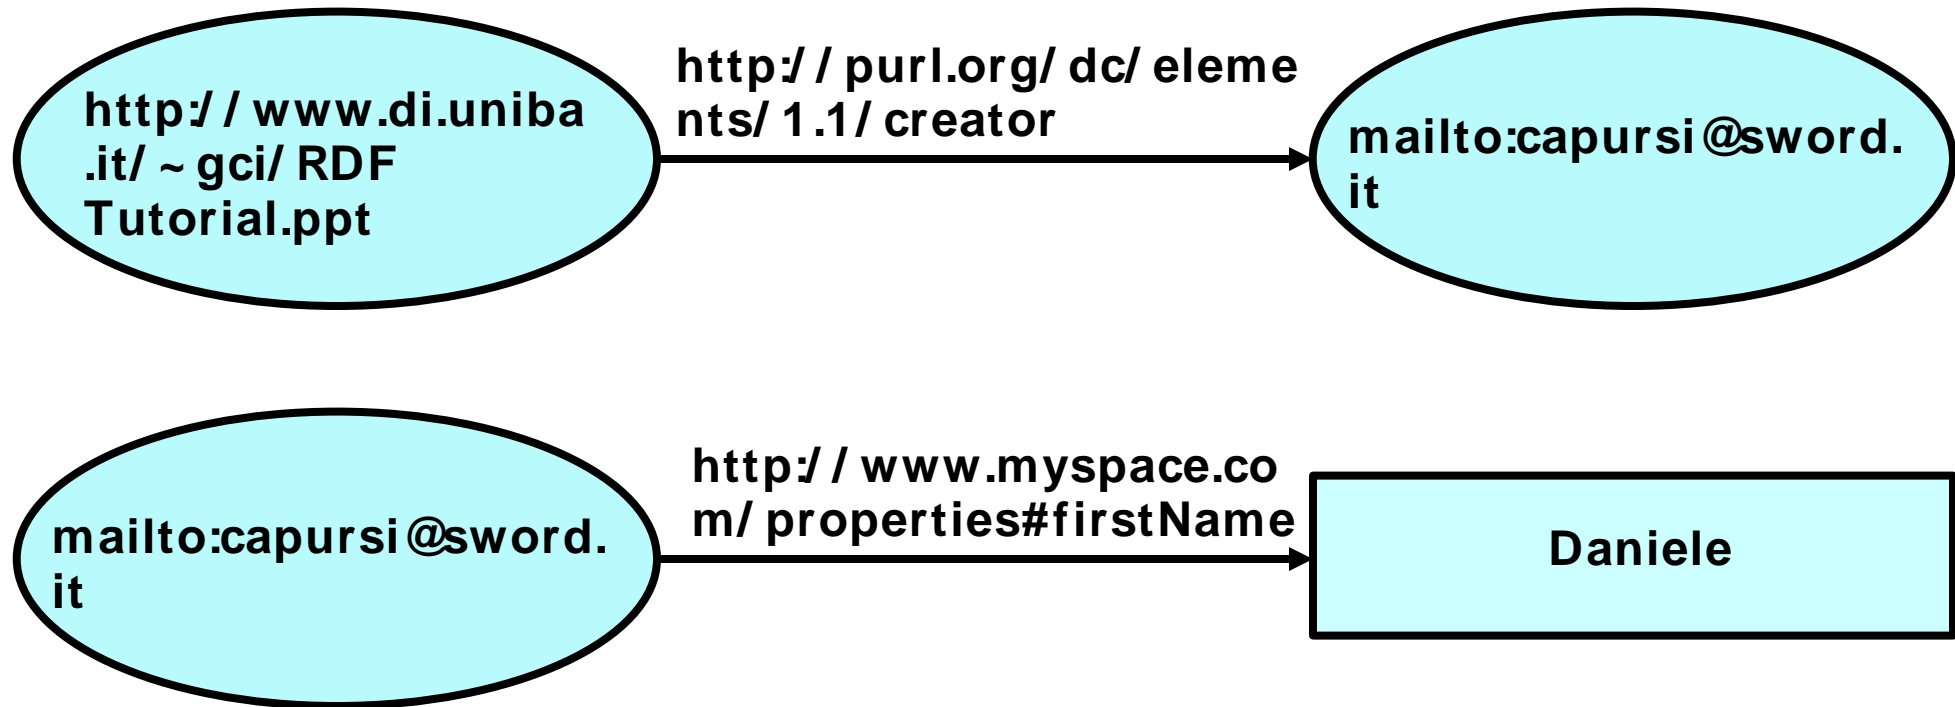 http://www.di.uniba
.it/~gci/RDF
Tutorial.ppt
http://purl.org/dc/eleme
nts/1.1/creator
mailto:capursi@sword.
it
mailto:capursi@sword.
it
http://www.myspace.co
m/properties#firstName
Daniele